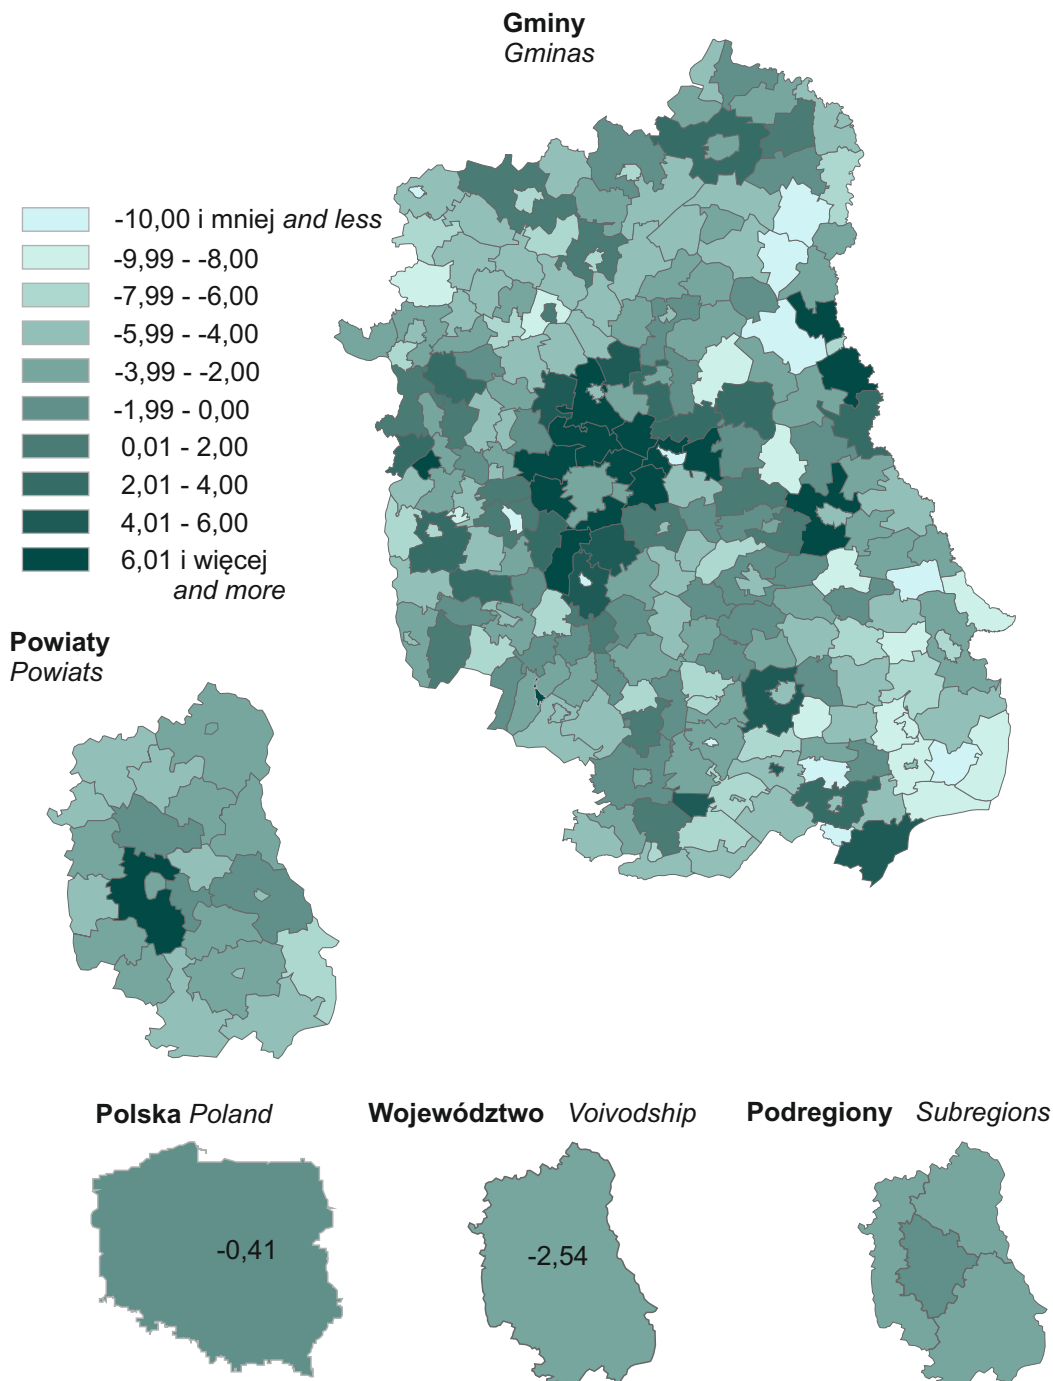 Gminy
Gminas
-10,00 i mniej and less
-9,99 - -8,00
-7,99 - -6,00
-5,99 - -4,00
-3,99 - -2,00
-1,99 - 0,00
0,01 - 2,00
2,01 - 4,00
4,01 - 6,00
6,01 i więcej
and more
Powiaty
Powiats
Polska Poland
Województwo Voivodship
Podregiony Subregions
-0,41
-2,54